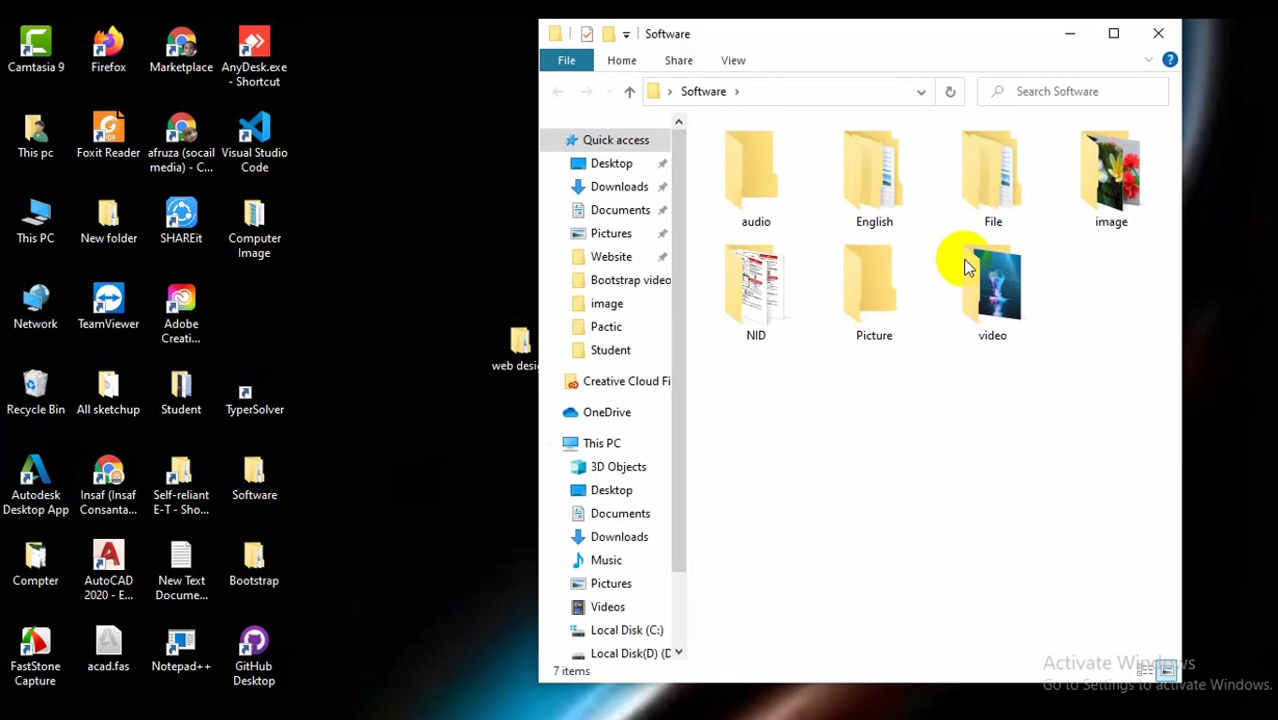 Camtasia 9
Firefox
Marketplace
AnyDesk.exe
- Shortcut
This pc
Foxit Reader
afruza (socail
media) - C...
Visual Studio
Code
This PC
New folder
SHAREit
Computer
Image
Network
TeamViewer
Adobe
Creati...
Recycle Bin
All sketchup
Student
TyperSolver
Autodesk
Desktop App
Insaf (Insaf
Consanta...
Self-reliant
E-T - Sho...
Software
Compter
AutoCAD
2020 - E...
New Text
Docume...
Bootstrap
FastStone
Capture
acad.fas
Notepad++
GitHub
Desktop
web desi
Software
File
Home
Share
View
Software
Search Software
Quick access
Desktop
Downloads
Documents
Pictures
Website
Bootstrap video
image
Pactic
Student
Creative Cloud Fi
OneDrive
This PC
3D Objects
Desktop
Documents
Downloads
Music
Pictures
Videos
Local Disk (C:)
Local Disk(D) (D
audio
English
File
image
NID
Picture
video
7 items
Activate Windows
Go to Settings to activate Windows.